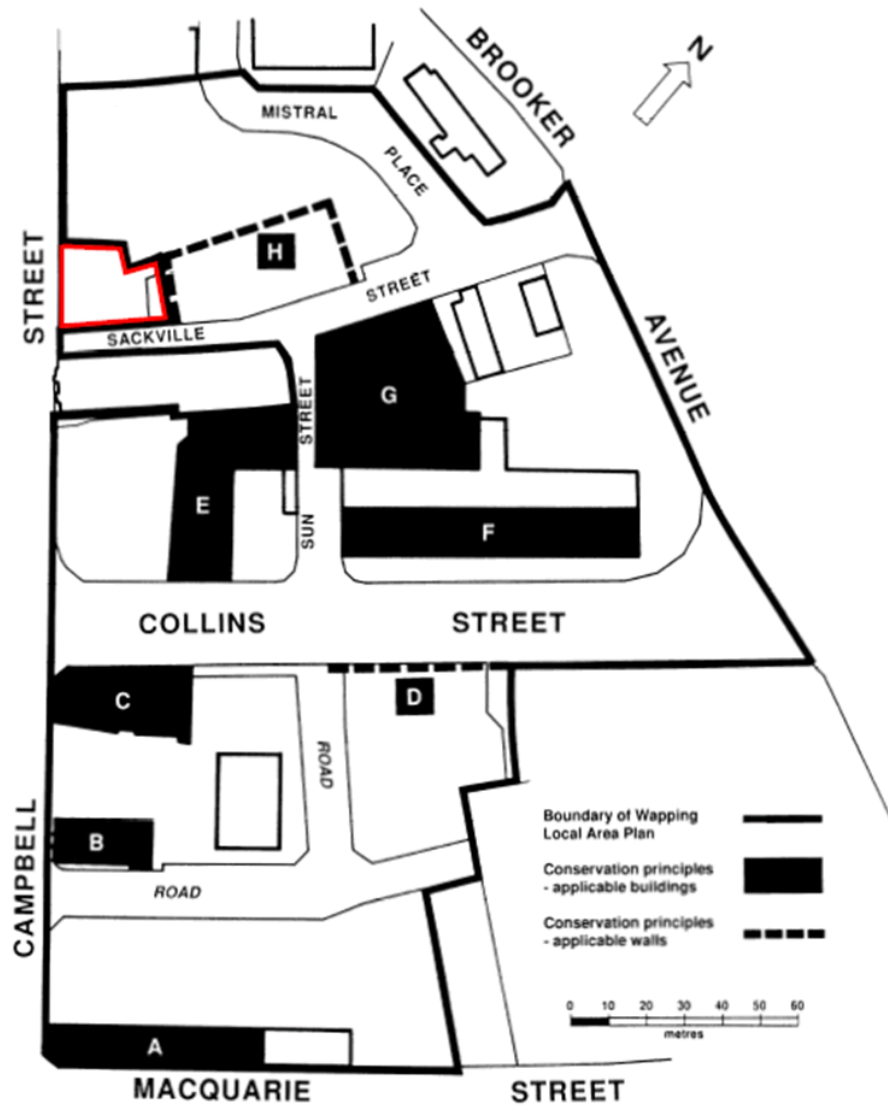 N
BROOKER
MISTRAL
PLACE
H
STREET
STREET
SACKVILLE
AVENUE
G
STREET
E
SUN
F
COLLINS STREET
C
D
ROAD
Boundary of Wapping
Local Area Plan
CAMPBELL
B
Conservation principles
- applicable buildings
ROAD
Conservation principles
- applicable walls
0 10 20 30 40 50 60
metres
A
MACQUARIE STREET